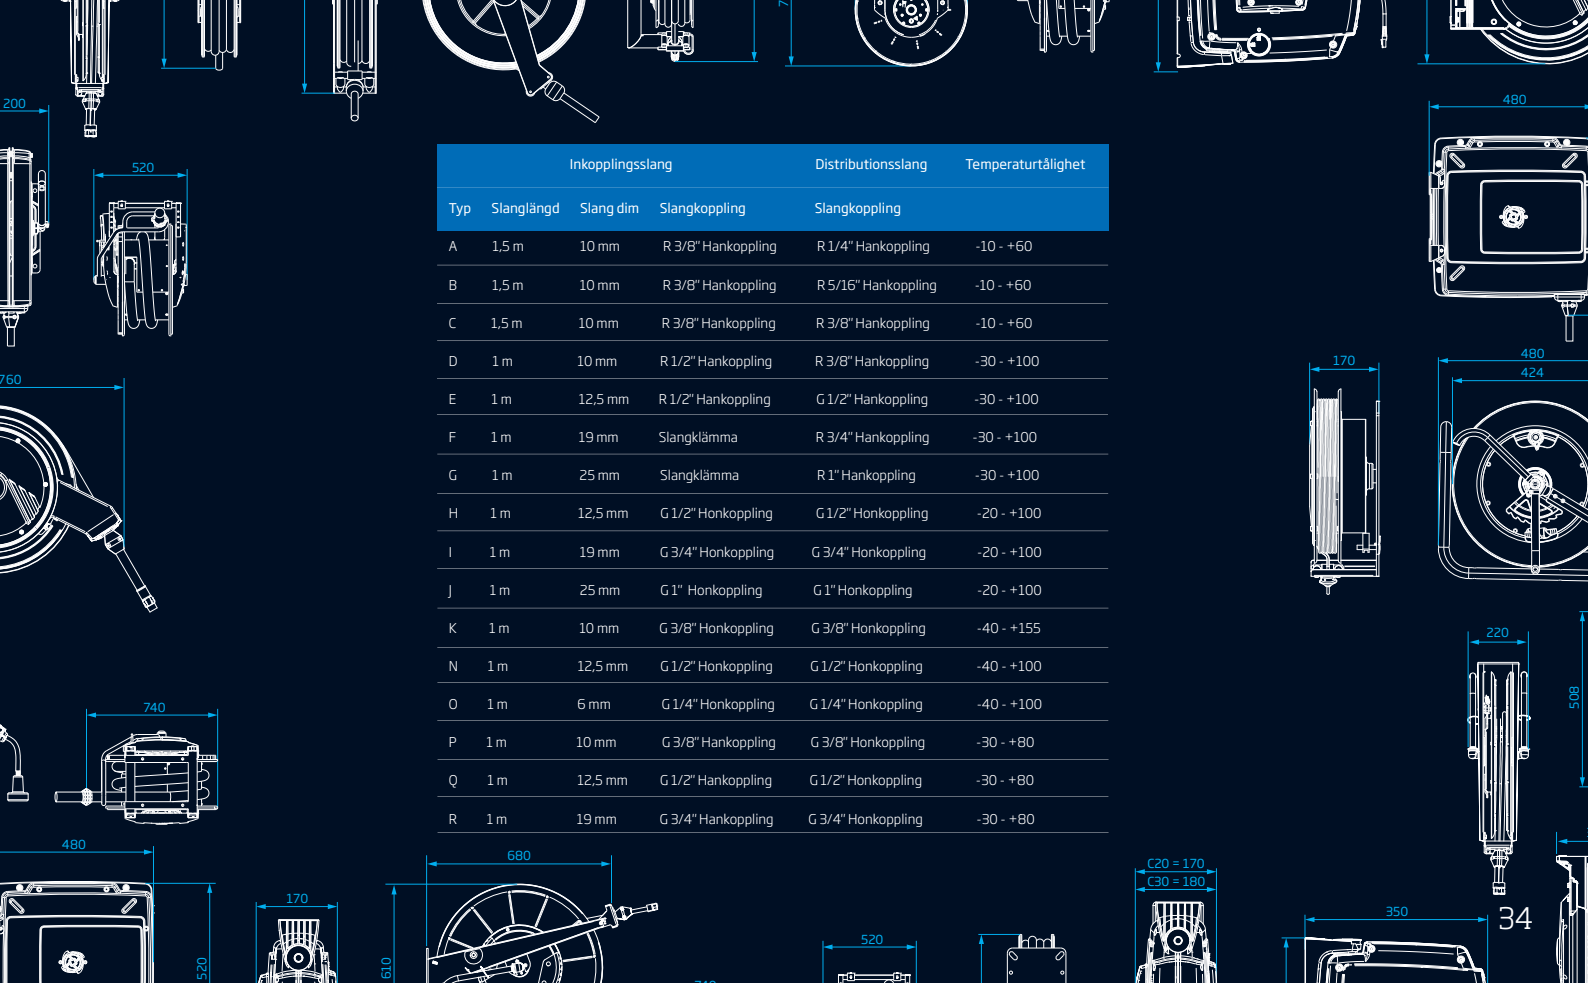 200
520
480
Inkopplingsslang Distributionsslang Temperaturtålighet
Typ Slanglängd Slang dim Slangkoppling Slangkoppling
A 1,5 m 10 mm R 3/8" Hankoppling R 1/4" Hankoppling -10 - +60
B 1,5 m 10 mm R 3/8" Hankoppling R 5/16" Hankoppling -10 - +60
C 1,5 m 10 mm R 3/8" Hankoppling R 3/8" Hankoppling -10 - +60
D 1 m 10 mm R 1/2" Hankoppling R 3/8" Hankoppling -30 - +100
E 1 m 12,5 mm R 1/2" Hankoppling G 1/2" Hankoppling -30 - +100
F 1 m 19 mm Slangklämma R 3/4" Hankoppling -30 - +100
G 1 m 25 mm Slangklämma R 1" Hankoppling -30 - +100
H 1 m 12,5 mm G 1/2" Honkoppling G 1/2" Honkoppling -20 - +100
I 1 m 19 mm G 3/4" Honkoppling G 3/4" Honkoppling -20 - +100
J 1 m 25 mm G 1" Honkoppling G 1" Honkoppling -20 - +100
K 1 m 10 mm G 3/8" Honkoppling G 3/8" Honkoppling -40 - +155
N 1 m 12,5 mm G 1/2" Honkoppling G 1/2" Honkoppling -40 - +100
O 1 m 6 mm G 1/4" Honkoppling G 1/4" Honkoppling -40 - +100
P 1 m 10 mm G 3/8" Hankoppling G 3/8" Honkoppling -30 - +80
Q 1 m 12,5 mm G 1/2" Hankoppling G 1/2" Honkoppling -30 - +80
R 1 m 19 mm G 3/4" Hankoppling G 3/4" Honkoppling -30 - +80
760
170
480
424
220
508
740
480
680
C20 = 170
C30 = 180
170
350
34
520
520
610